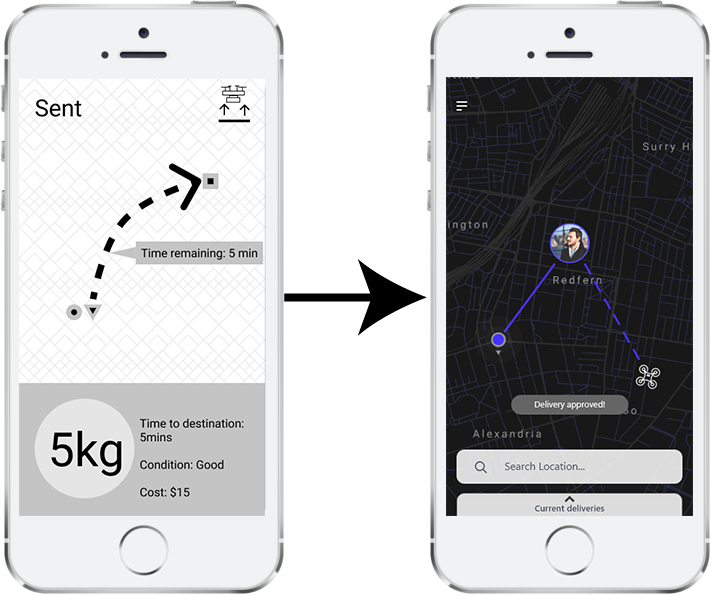 Sent
Time remaining: 5 min
5kg
Time to destination:
5mins
Condition: Good
Cost: $15
Surry H
ington
Redfern
Delivery approved!
oo
Alexandria
Search Location...
Current deliveries